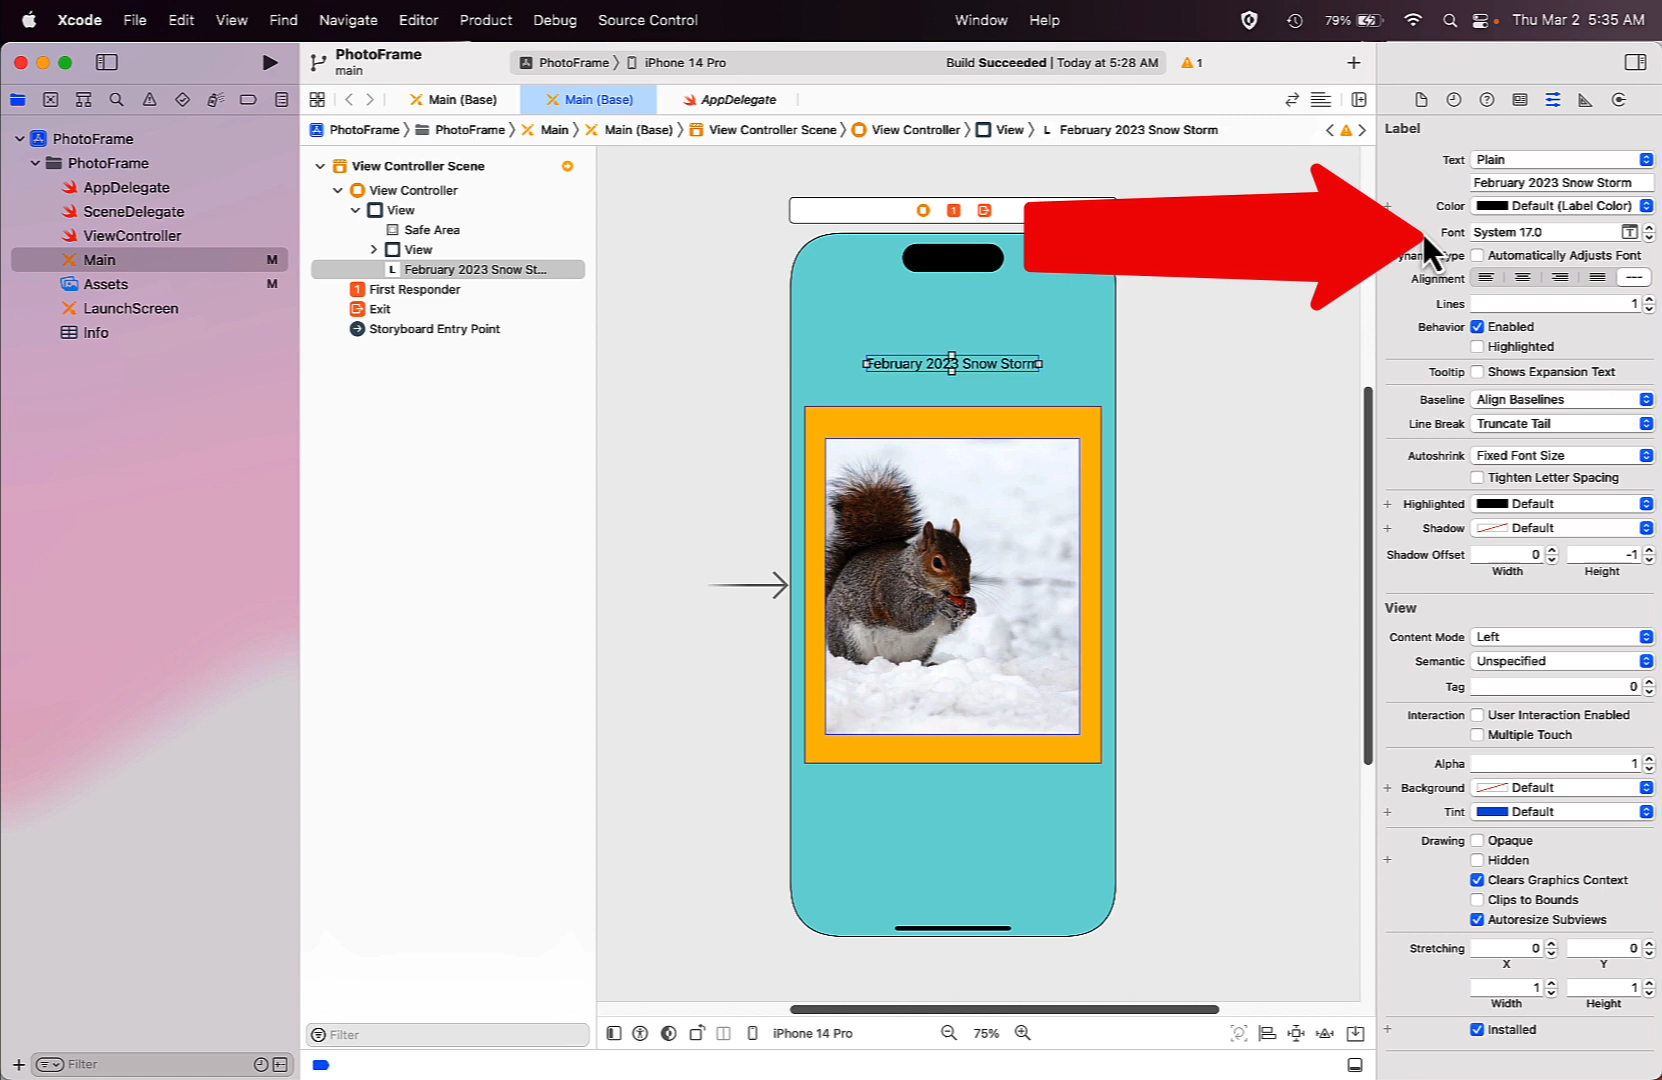 Xcode File Edit View Find Navigate Editor Product Debug Source Control Window Help 79% Thu Mar 2 5:35 AM
PhotoFrame
main
PhotoFrame iPhone 14 Pro Build Succeeded | Today at 5:28 AM 1
Main (Base) Main (Base) AppDelegate
PhotoFrame PhotoFrame Main Main (Base) View Controller Scene View Controller View L February 2023 Snow Storm
PhotoFrame
PhotoFrame
AppDelegate
SceneDelegate
ViewController
Main M
Assets M
LaunchScreen
Info
Filter
View Controller Scene
View Controller
View
Safe Area
View
L February 2023 Snow St...
1 First Responder
Exit
Storyboard Entry Point
Filter
1
February 2023 Snow Storm
iPhone 14 Pro 75%
Label
Text Plain
February 2023 Snow Storm
Color Default (Label Color)
Font System 17.0 T
Automatically Adjusts Font
Alignment
Lines 1
Behavior Enabled
Highlighted
Tooltip Shows Expansion Text
Baseline Align Baselines
Line Break Truncate Tail
Autoshrink Fixed Font Size
Tighten Letter Spacing
Highlighted Default
Shadow Default
Shadow Offset 0 -1
Width Height
View
Content Mode Left
Semantic Unspecified
Tag 0
Interaction User Interaction Enabled
Multiple Touch
Alpha 1
Background Default
Tint Default
Drawing Opaque
Hidden
Clears Graphics Context
Clips to Bounds
Autoresize Subviews
Stretching 0 0
X Y
1 1
Width Height
Installed